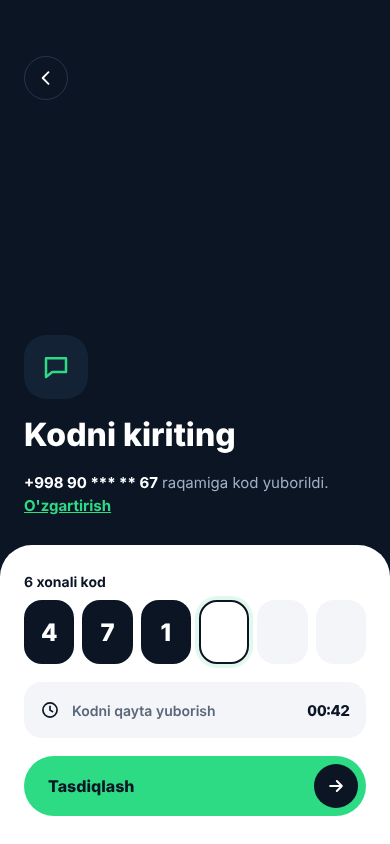 Kodni kiriting
+998 90 *** ** 67 raqamiga kod yuborildi.
O'zgartirish
6 xonali kod
4 7 1
Kodni qayta yuborish 00:42
Tasdiqlash